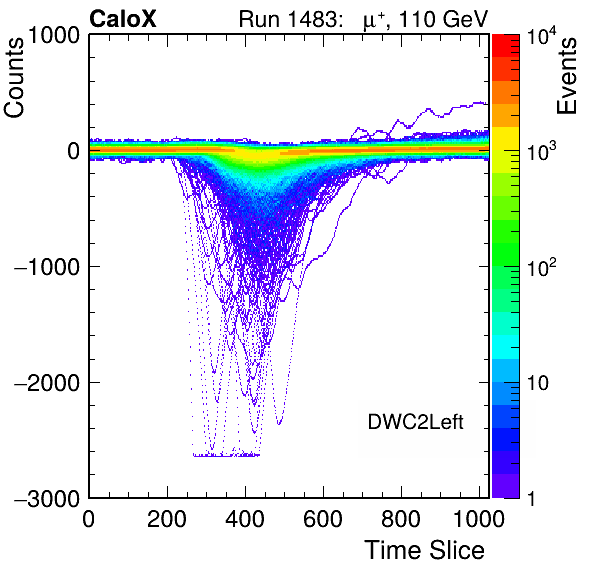 CaloX Run 1483: μ⁺, 110 GeV
Counts
Events
1000
0
−1000
−2000
−3000
0 200 400 600 800 1000
Time Slice
DWC2Left
10⁴
10³
10²
10
1